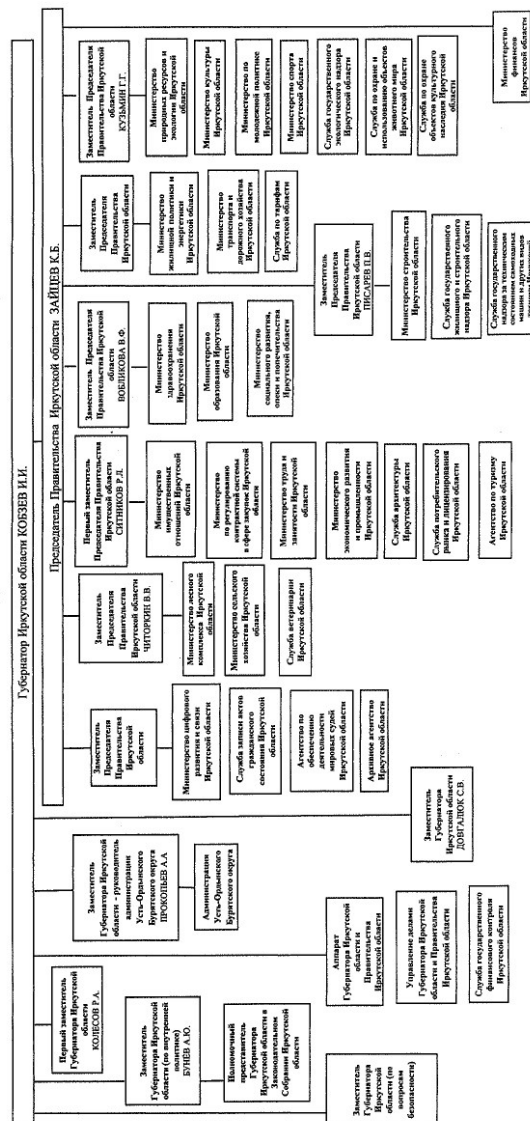 Губернатор Иркутской области КОБЗЕВ И.И.
Председатель Правительства Иркутской области ЗАЙЦЕВ К.Б.
Первый заместитель
Губернатора Иркутской
области
КОЛЕСОВ Р.А.
Заместитель
Губернатора Иркутской
области (по внутренней
политике)
БУНЕВ А.Ю.
Полномочный
представитель
Губернатора
Иркутской области в
Законодательном
Собрании Иркутской
области
Заместитель
Губернатора
Иркутской
области (по
вопросам
безопасности)
Заместитель
Губернатора Иркутской
области - руководитель
администрации
Усть-Ордынского
Бурятского округа
ПРОКОПЬЕВ А.А
Администрация
Усть-Ордынского
Бурятского округа
Аппарат
Губернатора Иркутской
области и
Правительства
Иркутской области
Управление делами
Губернатора Иркутской
области и Правительства
Иркутской области
Служба государственного
финансового контроля
Иркутской области
Заместитель
Губернатора
Иркутской области
ДОВГАЛЮК С.В.
Заместитель
Председателя
Правительства
Иркутской
области
Министерство цифрового
развития и связи
Иркутской области
Служба записи актов
гражданского
состояния Иркутской
области
Агентство по
обеспечению
деятельности
мировых судей
Иркутской области
Архивное агентство
Иркутской области
Заместитель
Председателя
Правительства
Иркутской области
ЧИТОРКИН В.В.
Министерство лесного
комплекса Иркутской
области
Министерство сельского
хозяйства Иркутской
области
Служба ветеринарии
Иркутской области
Первый заместитель
Председателя Правительства
Иркутской области
СИТНИКОВ Р.Л.
Министерство
имущественных
отношений Иркутской
области
Министерство
по регулированию
контрактной системы
в сфере закупок Иркутской
области
Министерство труда и
занятости Иркутской
области
Министерство
экономического развития
и промышленности
Иркутской области
Служба архитектуры
Иркутской области
Служба потребительского
рынка и лицензирования
Иркутской области
Агентство по туризму
Иркутской области
Заместитель Председателя
Правительства Иркутской
области
ВОБЛИКОВА В.Ф.
Министерство
здравоохранения
Иркутской области
Министерство
образования Иркутской
области
Министерство
социального развития,
опеки и попечительства
Иркутской области
Заместитель
Председателя
Правительства
Иркутской области
Министерство
жилищной политики и
энергетики
Иркутской области
Министерство
транспорта и
дорожного хозяйства
Иркутской области
Служба по тарифам
Иркутской области
Заместитель
Председателя
Правительства
Иркутской области
ПИСАРЕВ П.В.
Министерство строительства
Иркутской области
Служба государственного
жилищного и строительного
надзора Иркутской области
Служба государственного
надзора за техническим
состоянием самоходных
машин и других видов
Заместитель Председателя
Правительства Иркутской
области
КУЗЬМИН Г.Г.
Министерство
природных ресурсов и
экологии Иркутской
области
Министерство культуры
Иркутской области
Министерство по
молодежной политике
Иркутской области
Министерство спорта
Иркутской области
Служба государственного
экологического надзора
Иркутской области
Служба по охране и
использованию объектов
животного мира
Иркутской области
Служба по охране
объектов культурного
наследия Иркутской
области
Министерство
финансов
Иркутской области